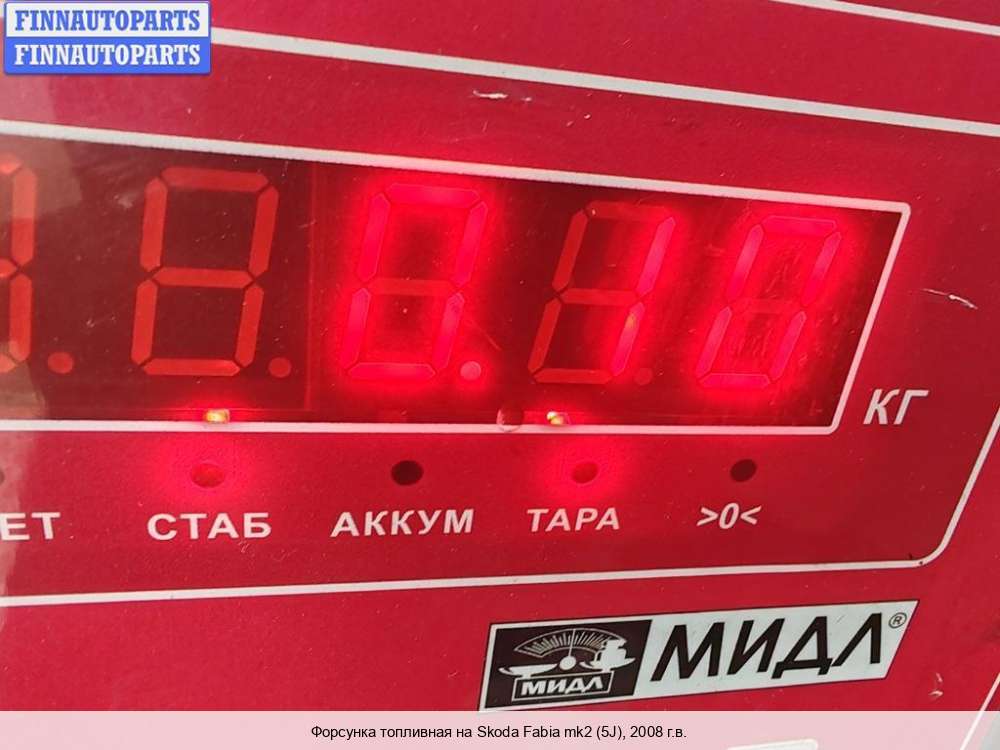 FINNAUTOPARTS
FINNAUTOPARTS
0.10
КГ
ЕТ СТАБ АККУМ ТАРА >0<
МИДЛ МИДЛ®
Форсунка топливная на Skoda Fabia mk2 (5J), 2008 г.в.